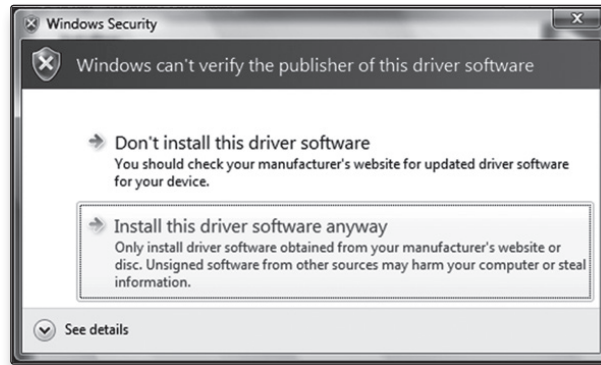 Windows Security
Windows can't verify the publisher of this driver software
Don't install this driver software
You should check your manufacturer's website for updated driver software
for your device.
Install this driver software anyway
Only install driver software obtained from your manufacturer's website or
disc. Unsigned software from other sources may harm your computer or steal
information.
See details